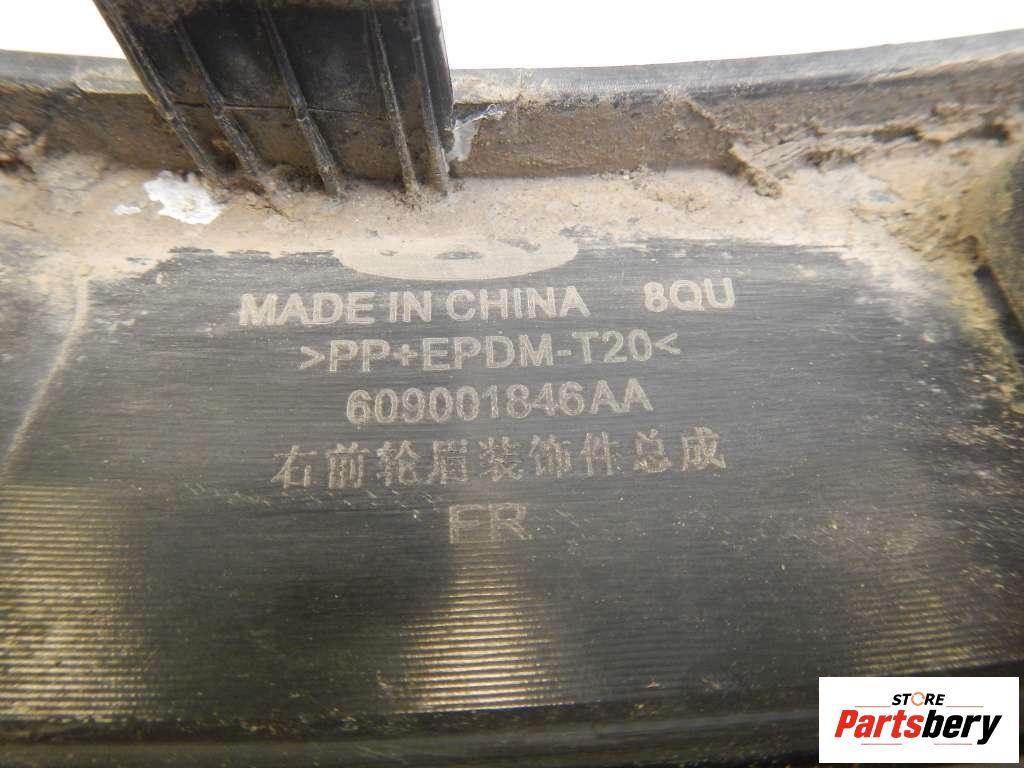 MADE IN CHINA 8QU
>PP+EPDM-T20<
609001846AA
右前轮眉装饰件总成
FR
STORE
Partsbery